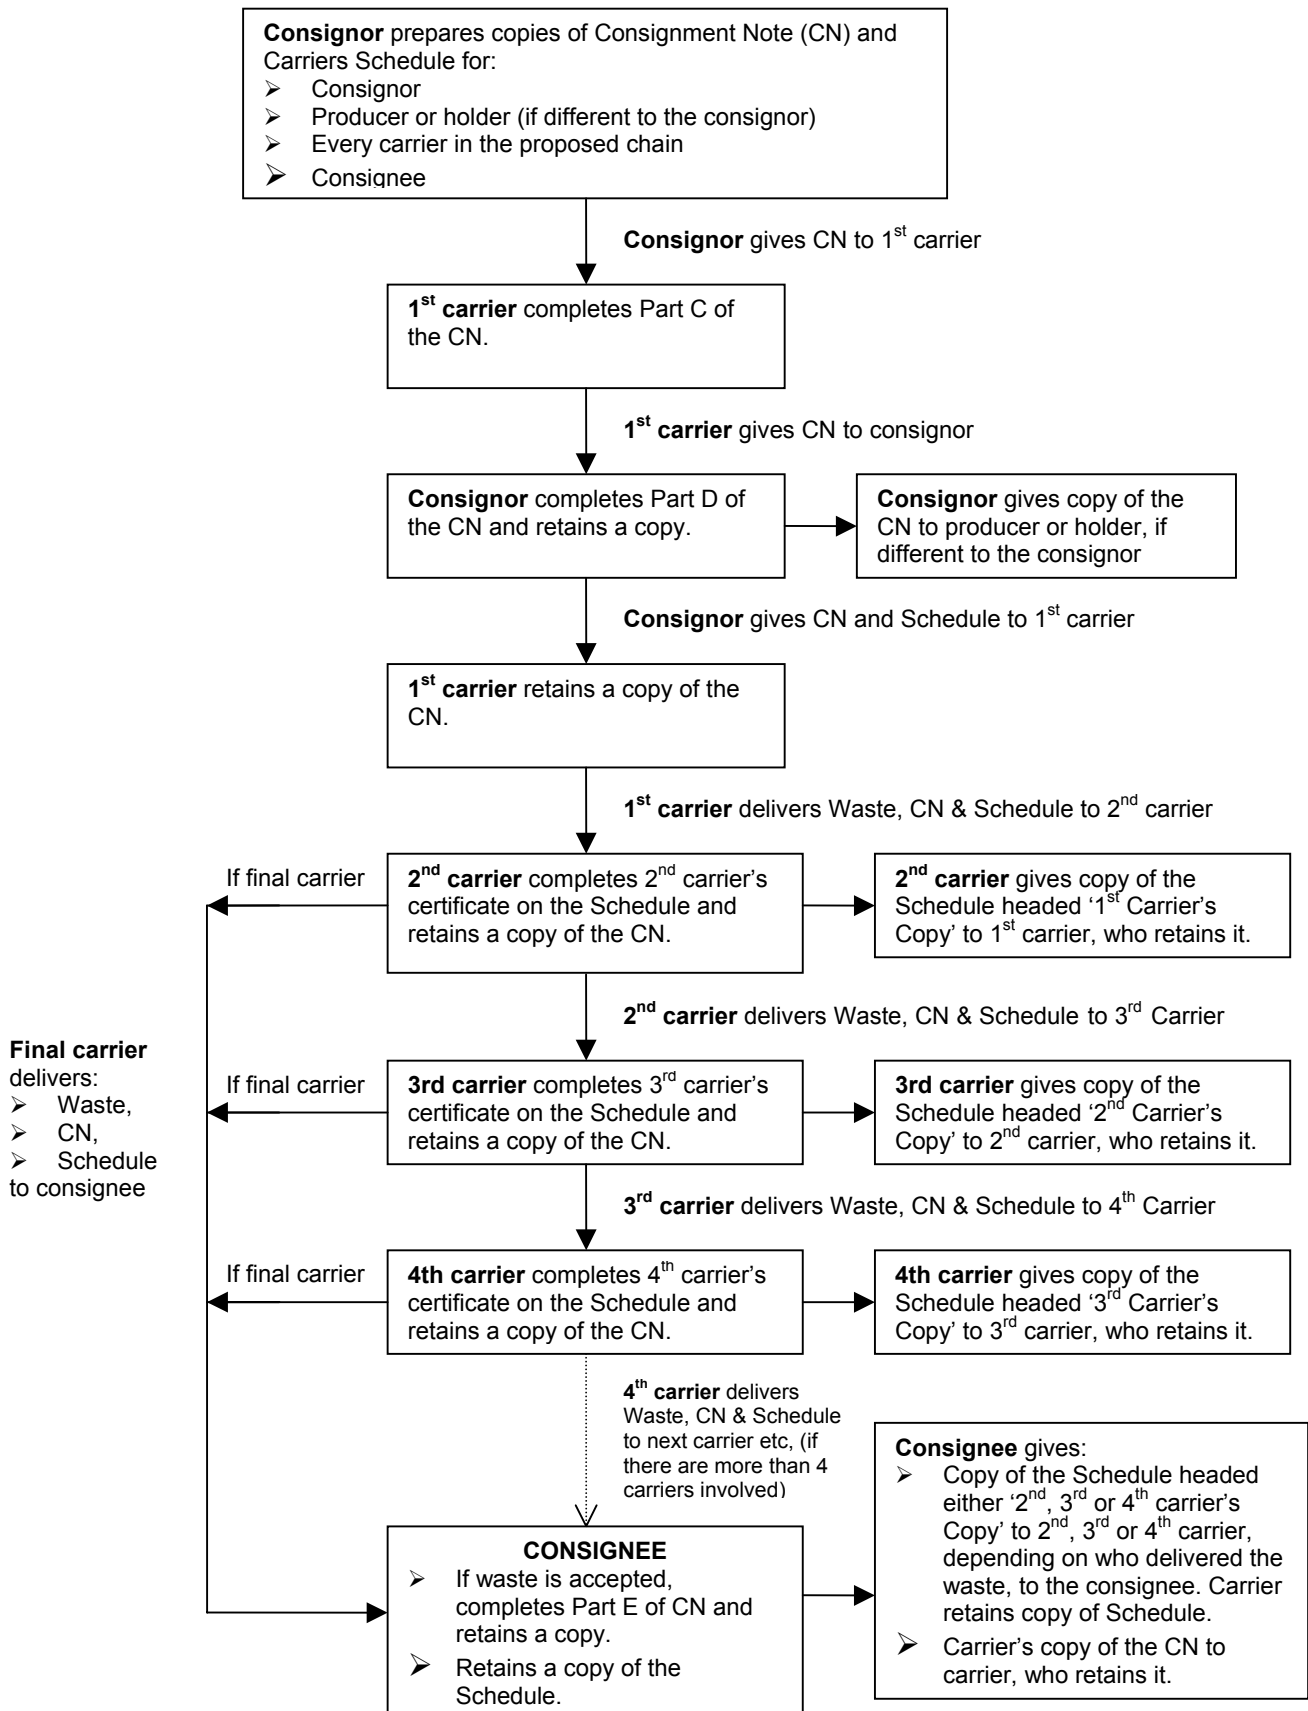 Consignor prepares copies of Consignment Note (CN) and
Carriers Schedule for:
➢ Consignor
➢ Producer or holder (if different to the consignor)
➢ Every carrier in the proposed chain
➢ Consignee
Consignor gives CN to 1st carrier
1st carrier completes Part C of
the CN.
1st carrier gives CN to consignor
Consignor completes Part D of
the CN and retains a copy.
Consignor gives copy of the
CN to producer or holder, if
different to the consignor
Consignor gives CN and Schedule to 1st carrier
1st carrier retains a copy of the
CN.
1st carrier delivers Waste, CN & Schedule to 2nd carrier
If final carrier
2nd carrier completes 2nd carrier's
certificate on the Schedule and
retains a copy of the CN.
2nd carrier gives copy of the
Schedule headed ‘1st Carrier's
Copy’ to 1st carrier, who retains it.
2nd carrier delivers Waste, CN & Schedule to 3rd Carrier
Final carrier
delivers:
➢ Waste,
➢ CN,
➢ Schedule
to consignee
If final carrier
3rd carrier completes 3rd carrier's
certificate on the Schedule and
retains a copy of the CN.
3rd carrier gives copy of the
Schedule headed ‘2nd Carrier's
Copy’ to 2nd carrier, who retains it.
3rd carrier delivers Waste, CN & Schedule to 4th Carrier
If final carrier
4th carrier completes 4th carrier's
certificate on the Schedule and
retains a copy of the CN.
4th carrier gives copy of the
Schedule headed ‘3rd Carrier's
Copy’ to 3rd carrier, who retains it.
4th carrier delivers
Waste, CN & Schedule
to next carrier etc, (if
there are more than 4
carriers involved)
CONSIGNEE
➢ If waste is accepted,
completes Part E of CN and
retains a copy.
➢ Retains a copy of the
Schedule.
Consignee gives:
➢ Copy of the Schedule headed
either ‘2nd, 3rd or 4th carrier's
Copy’ to 2nd, 3rd or 4th carrier,
depending on who delivered the
waste, to the consignee. Carrier
retains copy of Schedule.
➢ Carrier's copy of the CN to
carrier, who retains it.